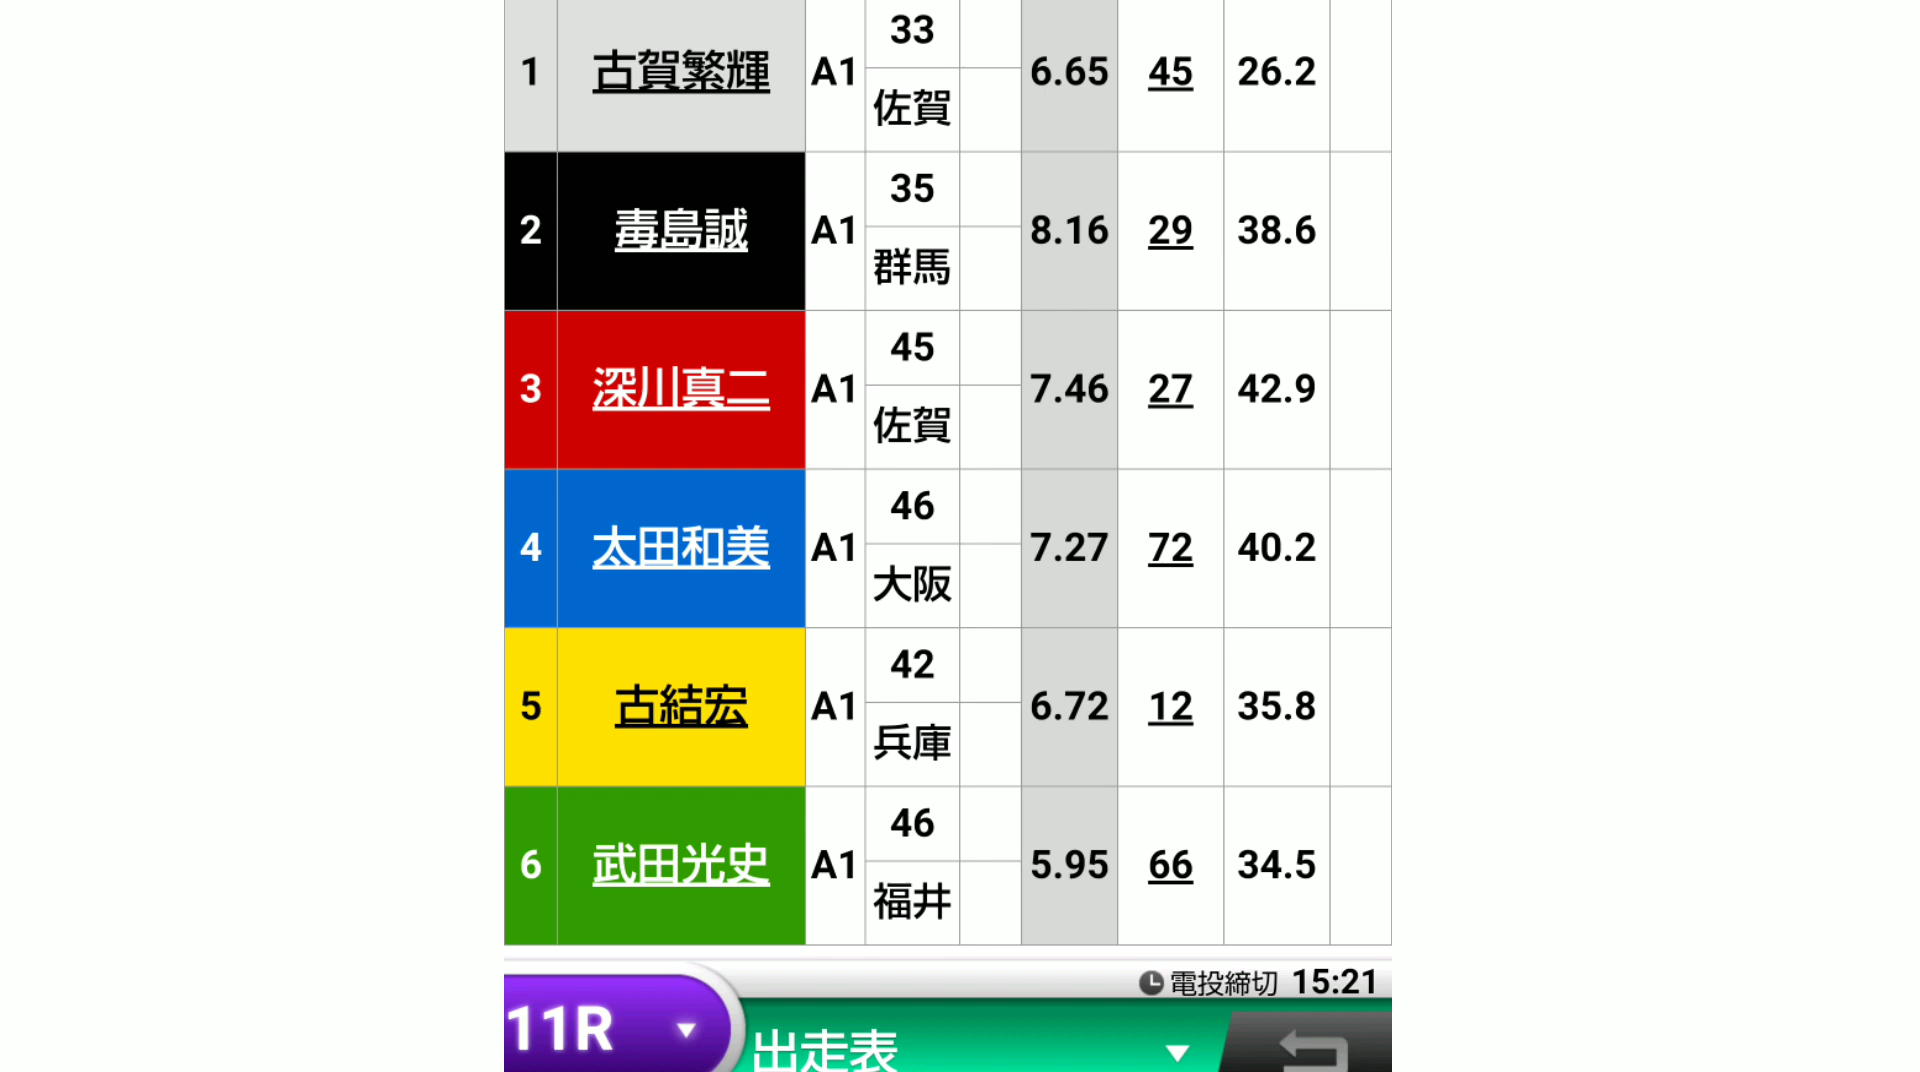 1 古賀繁輝 A1 33 佐賀 6.65 45 26.2
2 毒島誠 A1 35 群馬 8.16 29 38.6
3 深川真二 A1 45 佐賀 7.46 27 42.9
4 太田和美 A1 46 大阪 7.27 72 40.2
5 古結宏 A1 42 兵庫 6.72 12 35.8
6 武田光史 A1 46 福井 5.95 66 34.5
電投締切 15:21
11R 出走表